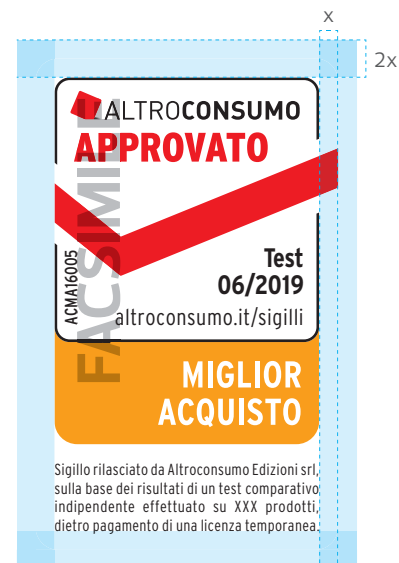 x
2x
ALTROCONSUMO
APPROVATO
FACSIMILE
Test
06/2019
ACMA16005
altroconsumo.it/sigilli
MIGLIOR
ACQUISTO
Sigillo rilasciato da Altroconsumo Edizioni srl,
sulla base dei risultati di un test comparativo
indipendente effettuato su XXX prodotti,
dietro pagamento di una licenza temporanea.